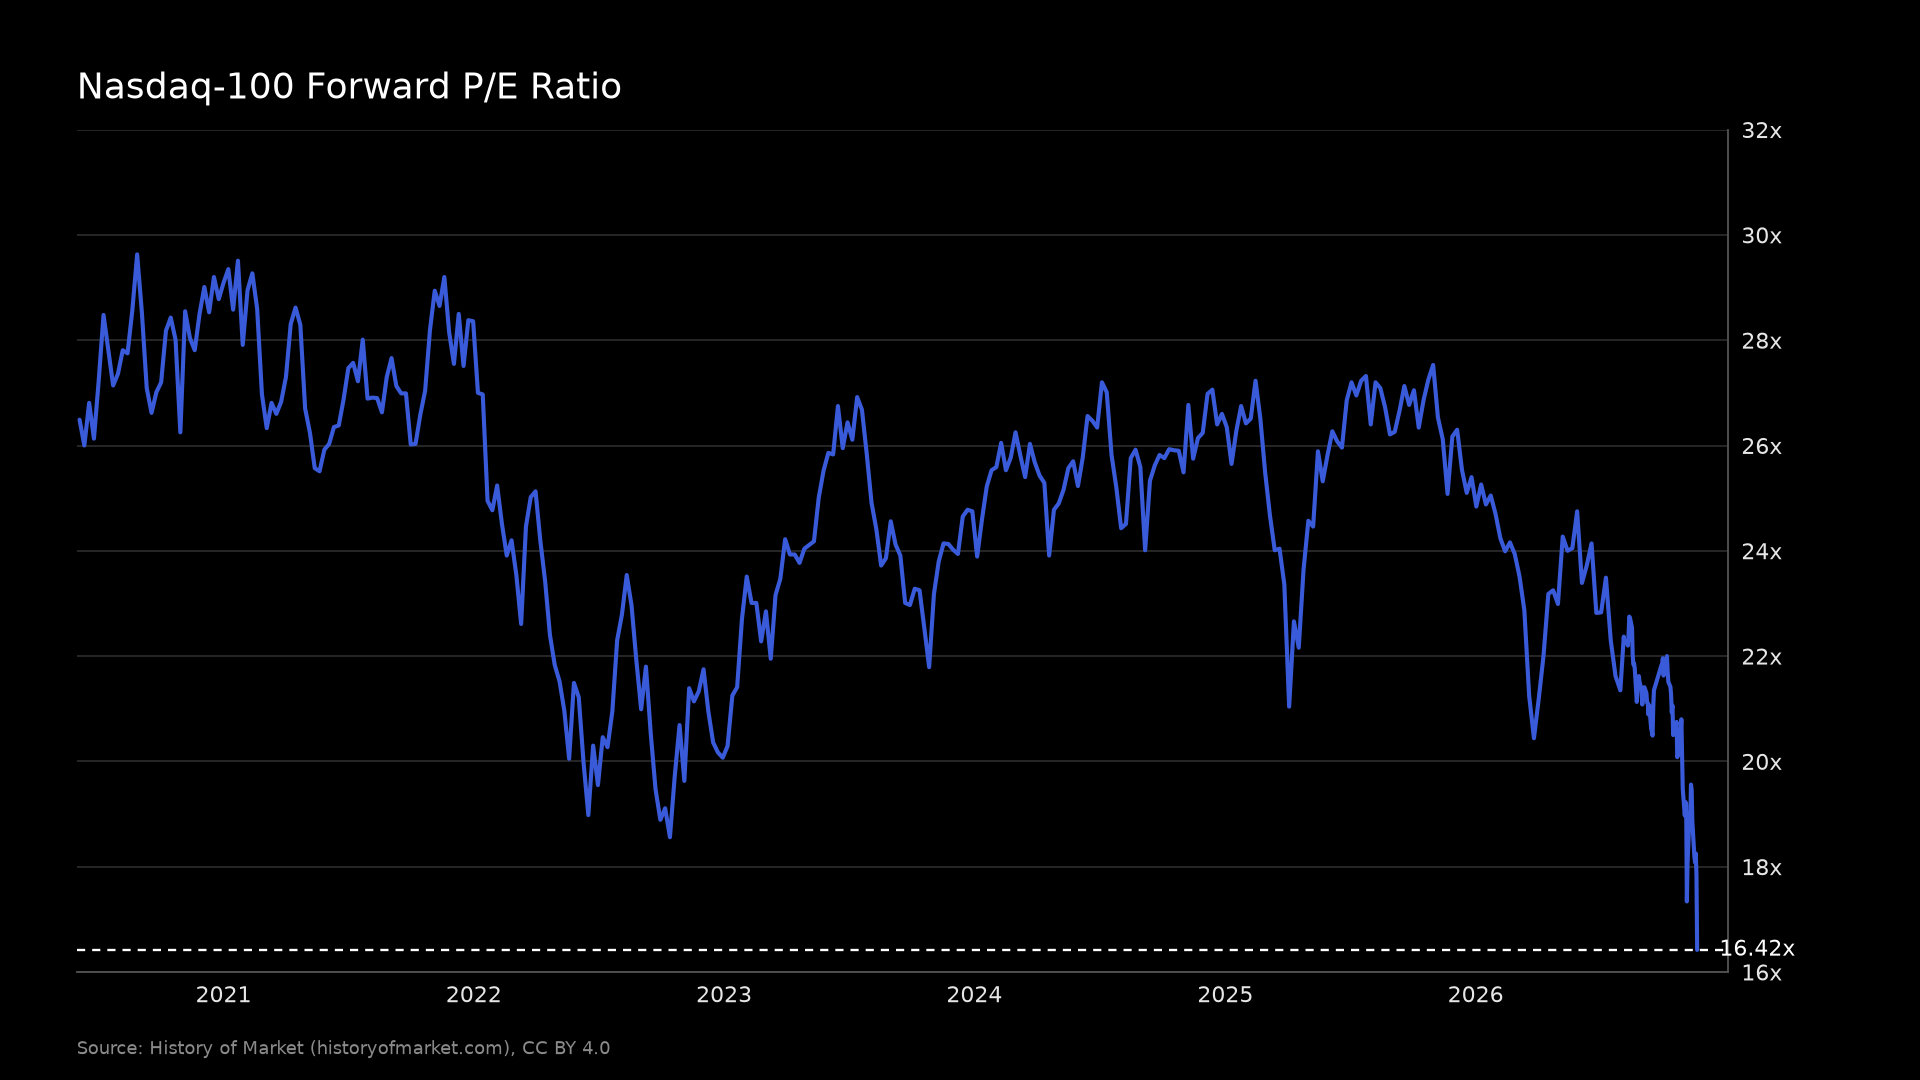 Nasdaq-100 Forward P/E Ratio
32x
30x
28x
26x
24x
22x
20x
18x
16.42x
16x
2021 2022 2023 2024 2025 2026
Source: History of Market (historyofmarket.com), CC BY 4.0